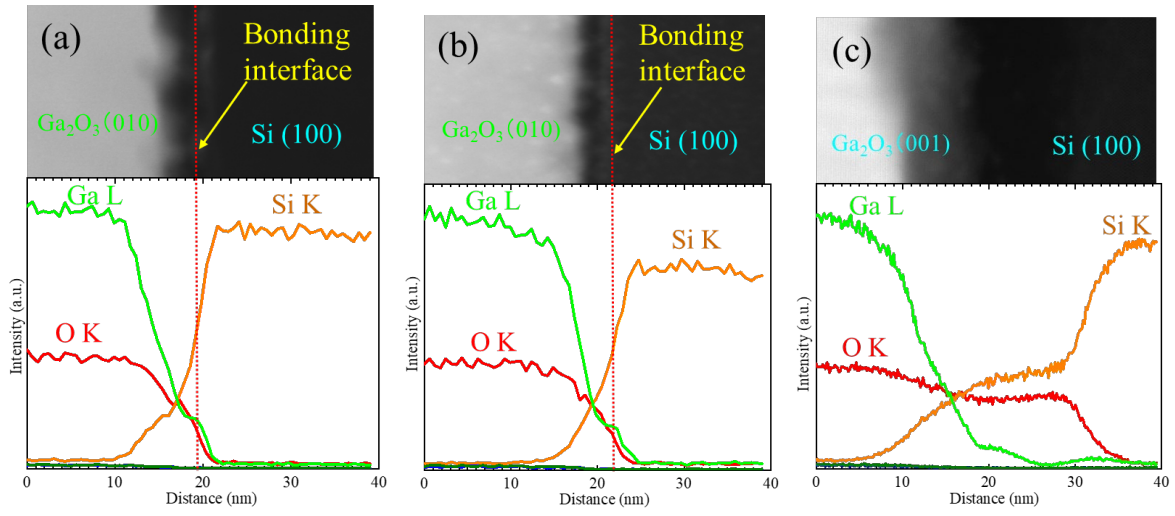 (a)
Bonding
interface
Ga₂O₃(010)
Si (100)
Ga L
Si K
O K
Intensity (a.u.)
0 10 20 30 40
Distance (nm)
(b)
Bonding
interface
Ga₂O₃(010)
Si (100)
Ga L
Si K
O K
Intensity (a.u.)
0 10 20 30 40
Distance (nm)
(c)
Ga₂O₃(001)
Si (100)
Ga L
Si K
O K
Intensity (a.u.)
0 10 20 30 40
Distance (nm)